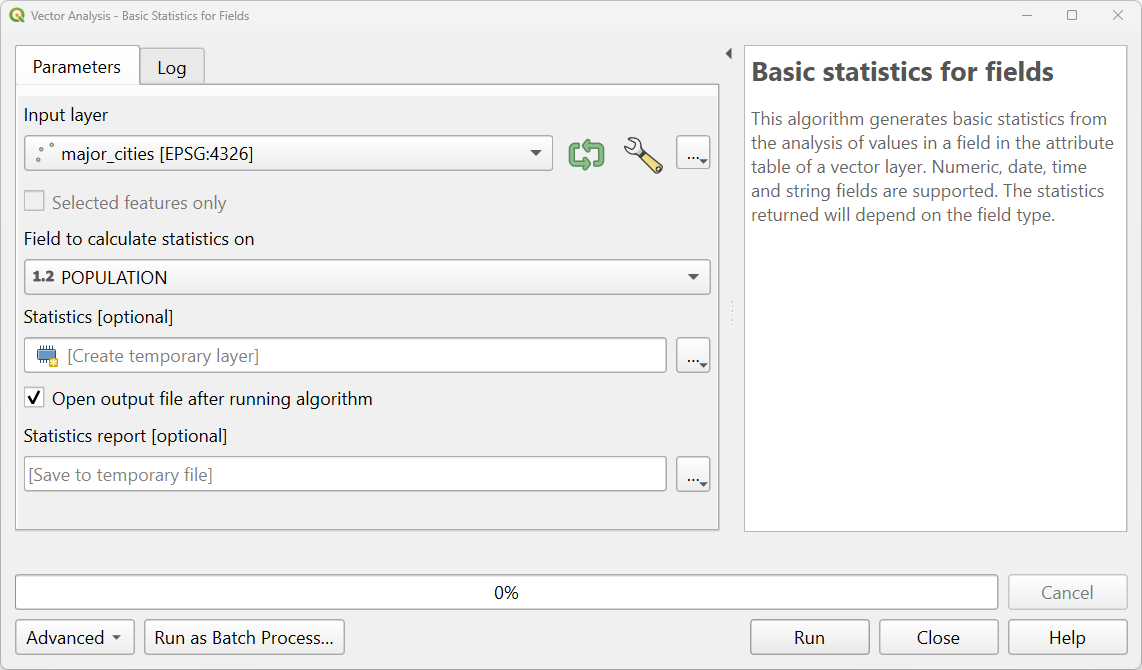 Vector Analysis - Basic Statistics for Fields
Parameters
Log
Input layer
major_cities [EPSG:4326]
...
Selected features only
Field to calculate statistics on
1.2 POPULATION
Statistics [optional]
[Create temporary layer]
...
Open output file after running algorithm
Statistics report [optional]
[Save to temporary file]
...
Basic statistics for fields
This algorithm generates basic statistics from
the analysis of values in a field in the attribute
table of a vector layer. Numeric, date, time
and string fields are supported. The statistics
returned will depend on the field type.
0%
Cancel
Advanced
Run as Batch Process...
Run
Close
Help